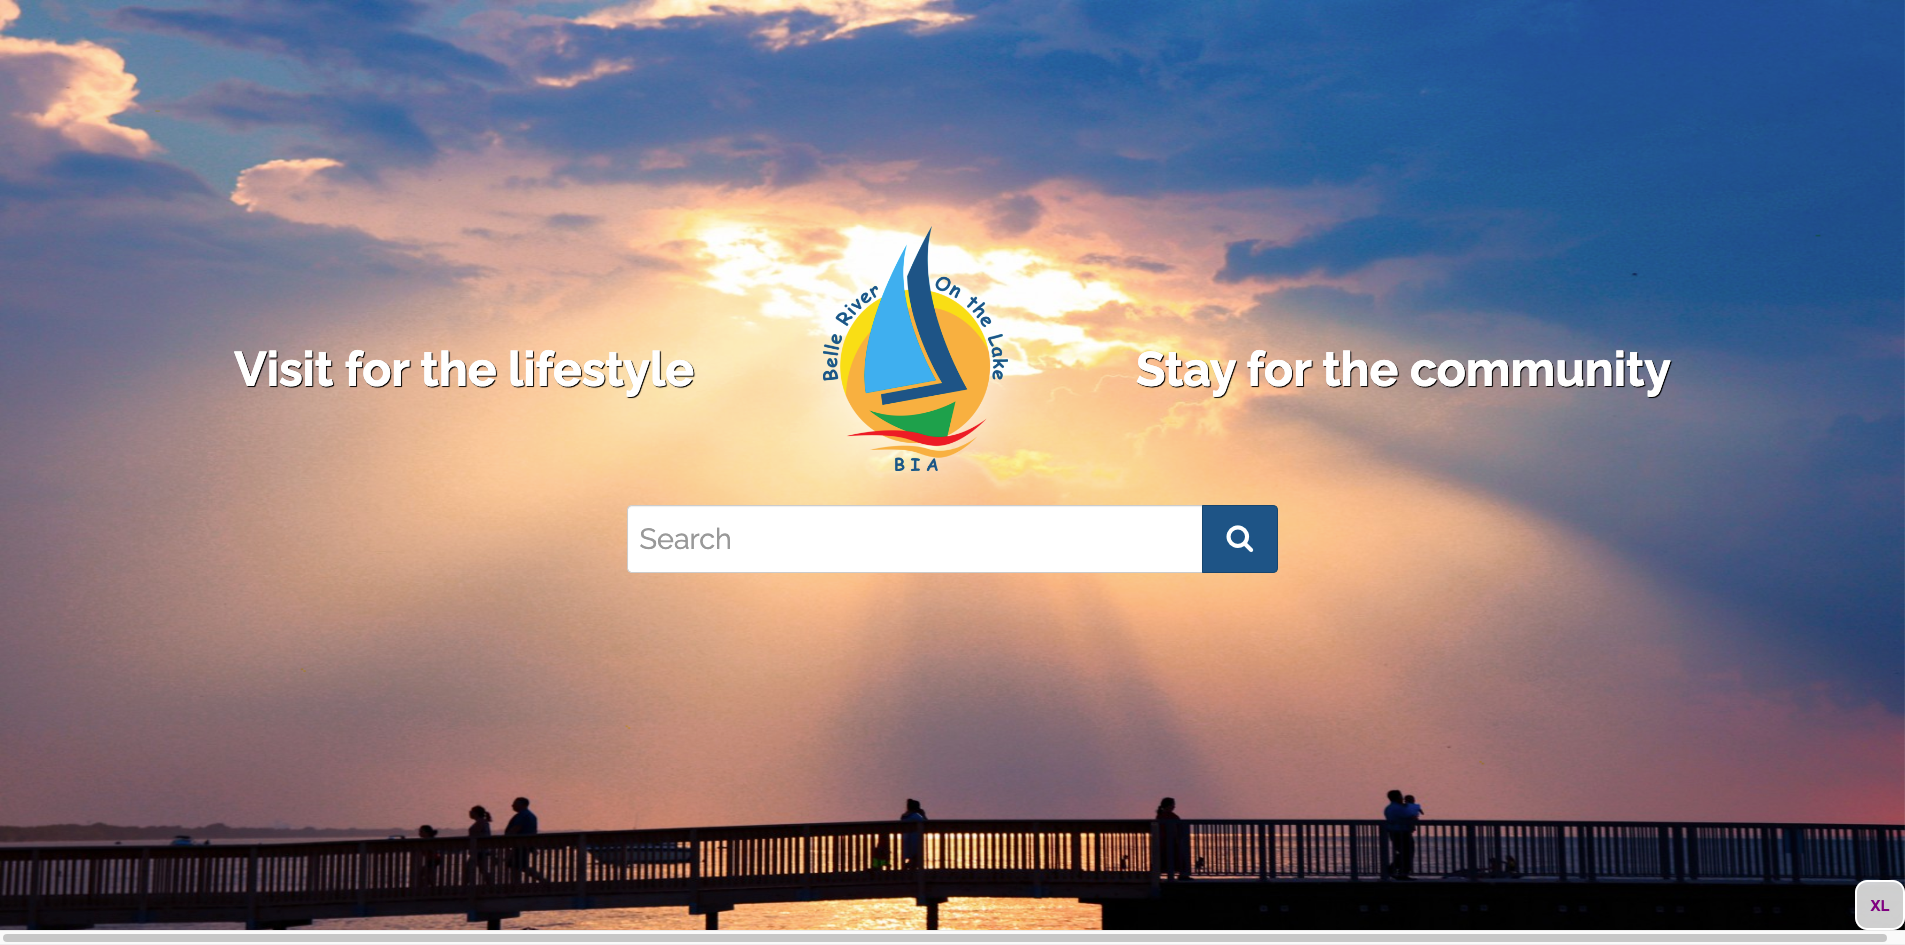 Visit for the lifestyle
Belle River On the Lake
BIA
Stay for the community
Search
XL